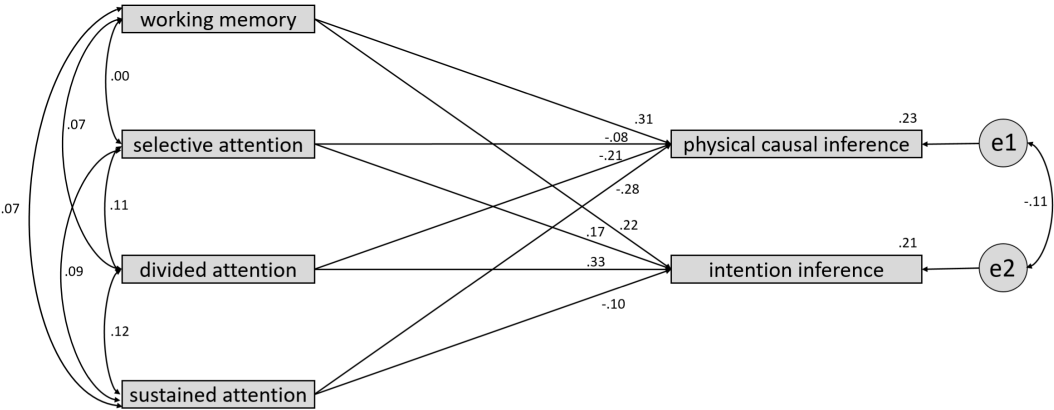 working memory
.00
.07
.31
.23
-.08
selective attention
physical causal inference
e1
-.21
-.28
.07
.11
-.11
.22
.17
.21
.33
.09
divided attention
intention inference
e2
-.10
.12
sustained attention